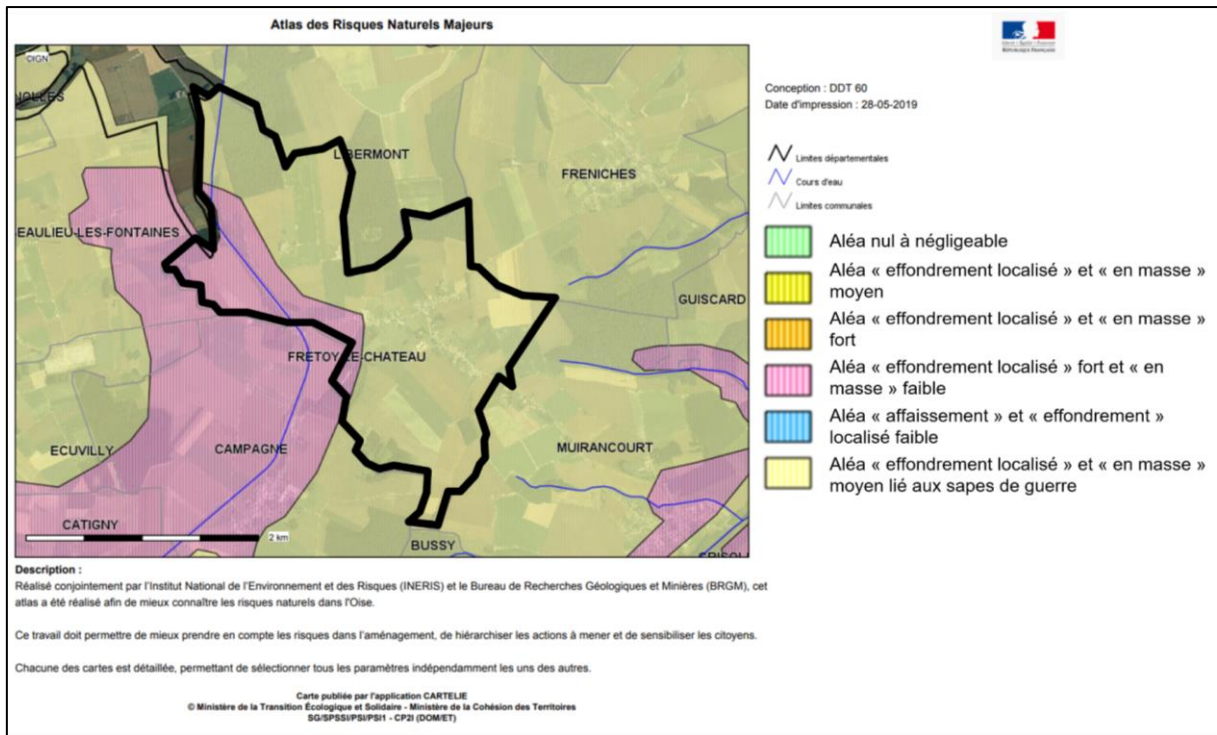 Atlas des Risques Naturels Majeurs
©IGN
NOLLES
LIBERMONT
FRENICHES
EAULIEU-LES-FONTAINES
GUISCARD
FRETOY-LE-CHATEAU
ECUVILLY
CAMPAGNE
MUIRANCOURT
CATIGNY
2 km
BUSSY
CRISOL
Liberté • Égalité • Fraternité
RÉPUBLIQUE FRANÇAISE
Conception : DDT 60
Date d'impression : 28-05-2019
Limites départementales
Cours d'eau
Limites communales
Aléa nul à négligeable
Aléa « effondrement localisé » et « en masse »
moyen
Aléa « effondrement localisé » et « en masse »
fort
Aléa « effondrement localisé » fort et « en
masse » faible
Aléa « affaissement » et « effondrement »
localisé faible
Aléa « effondrement localisé » et « en masse »
moyen lié aux sapes de guerre
Description :
Réalisé conjointement par l'Institut National de l'Environnement et des Risques (INERIS) et le Bureau de Recherches Géologiques et Minières (BRGM), cet
atlas a été réalisé afin de mieux connaître les risques naturels dans l'Oise.
Ce travail doit permettre de mieux prendre en compte les risques dans l'aménagement, de hiérarchiser les actions à mener et de sensibiliser les citoyens.
Chacune des cartes est détaillée, permettant de sélectionner tous les paramètres indépendamment les uns des autres.
Carte publiée par l'application CARTELIE
© Ministère de la Transition Écologique et Solidaire - Ministère de la Cohésion des Territoires
SG/SPSSI/PSI/PSI1 - CP2I (DOM/ET)